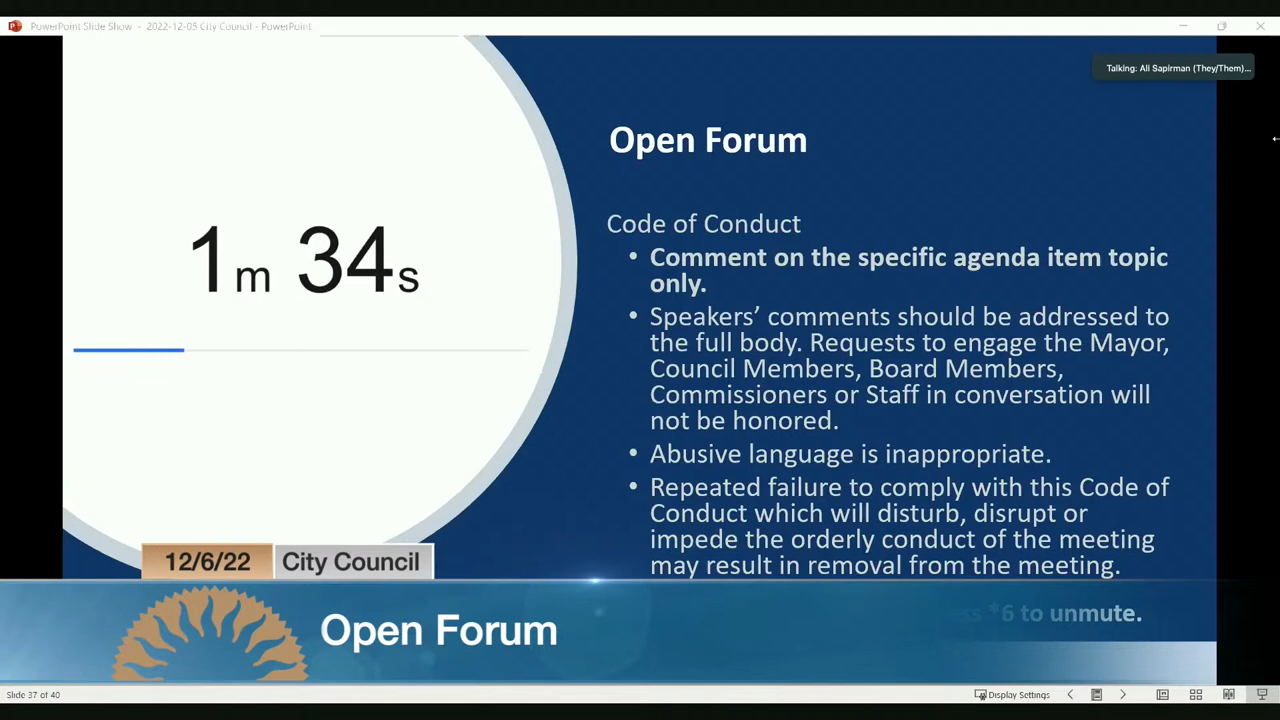 PowerPoint Slide Show - 2022-12-05 City Council - PowerPoint
Talking: Ali Sapirman (They/Them)...
1m 34s
Open Forum
Code of Conduct
• Comment on the specific agenda item topic
only.
• Speakers’ comments should be addressed to
the full body. Requests to engage the Mayor,
Council Members, Board Members,
Commissioners or Staff in conversation will
not be honored.
• Abusive language is inappropriate.
• Repeated failure to comply with this Code of
Conduct which will disturb, disrupt or
impede the orderly conduct of the meeting
may result in removal from the meeting.
*6 to unmute.
12/6/22 City Council
Open Forum
Slide 37 of 40
Display Settings